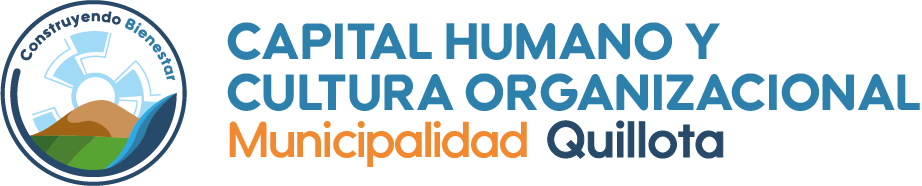 Construyendo Bienestar
CAPITAL HUMANO Y
CULTURA ORGANIZACIONAL
Municipalidad Quillota